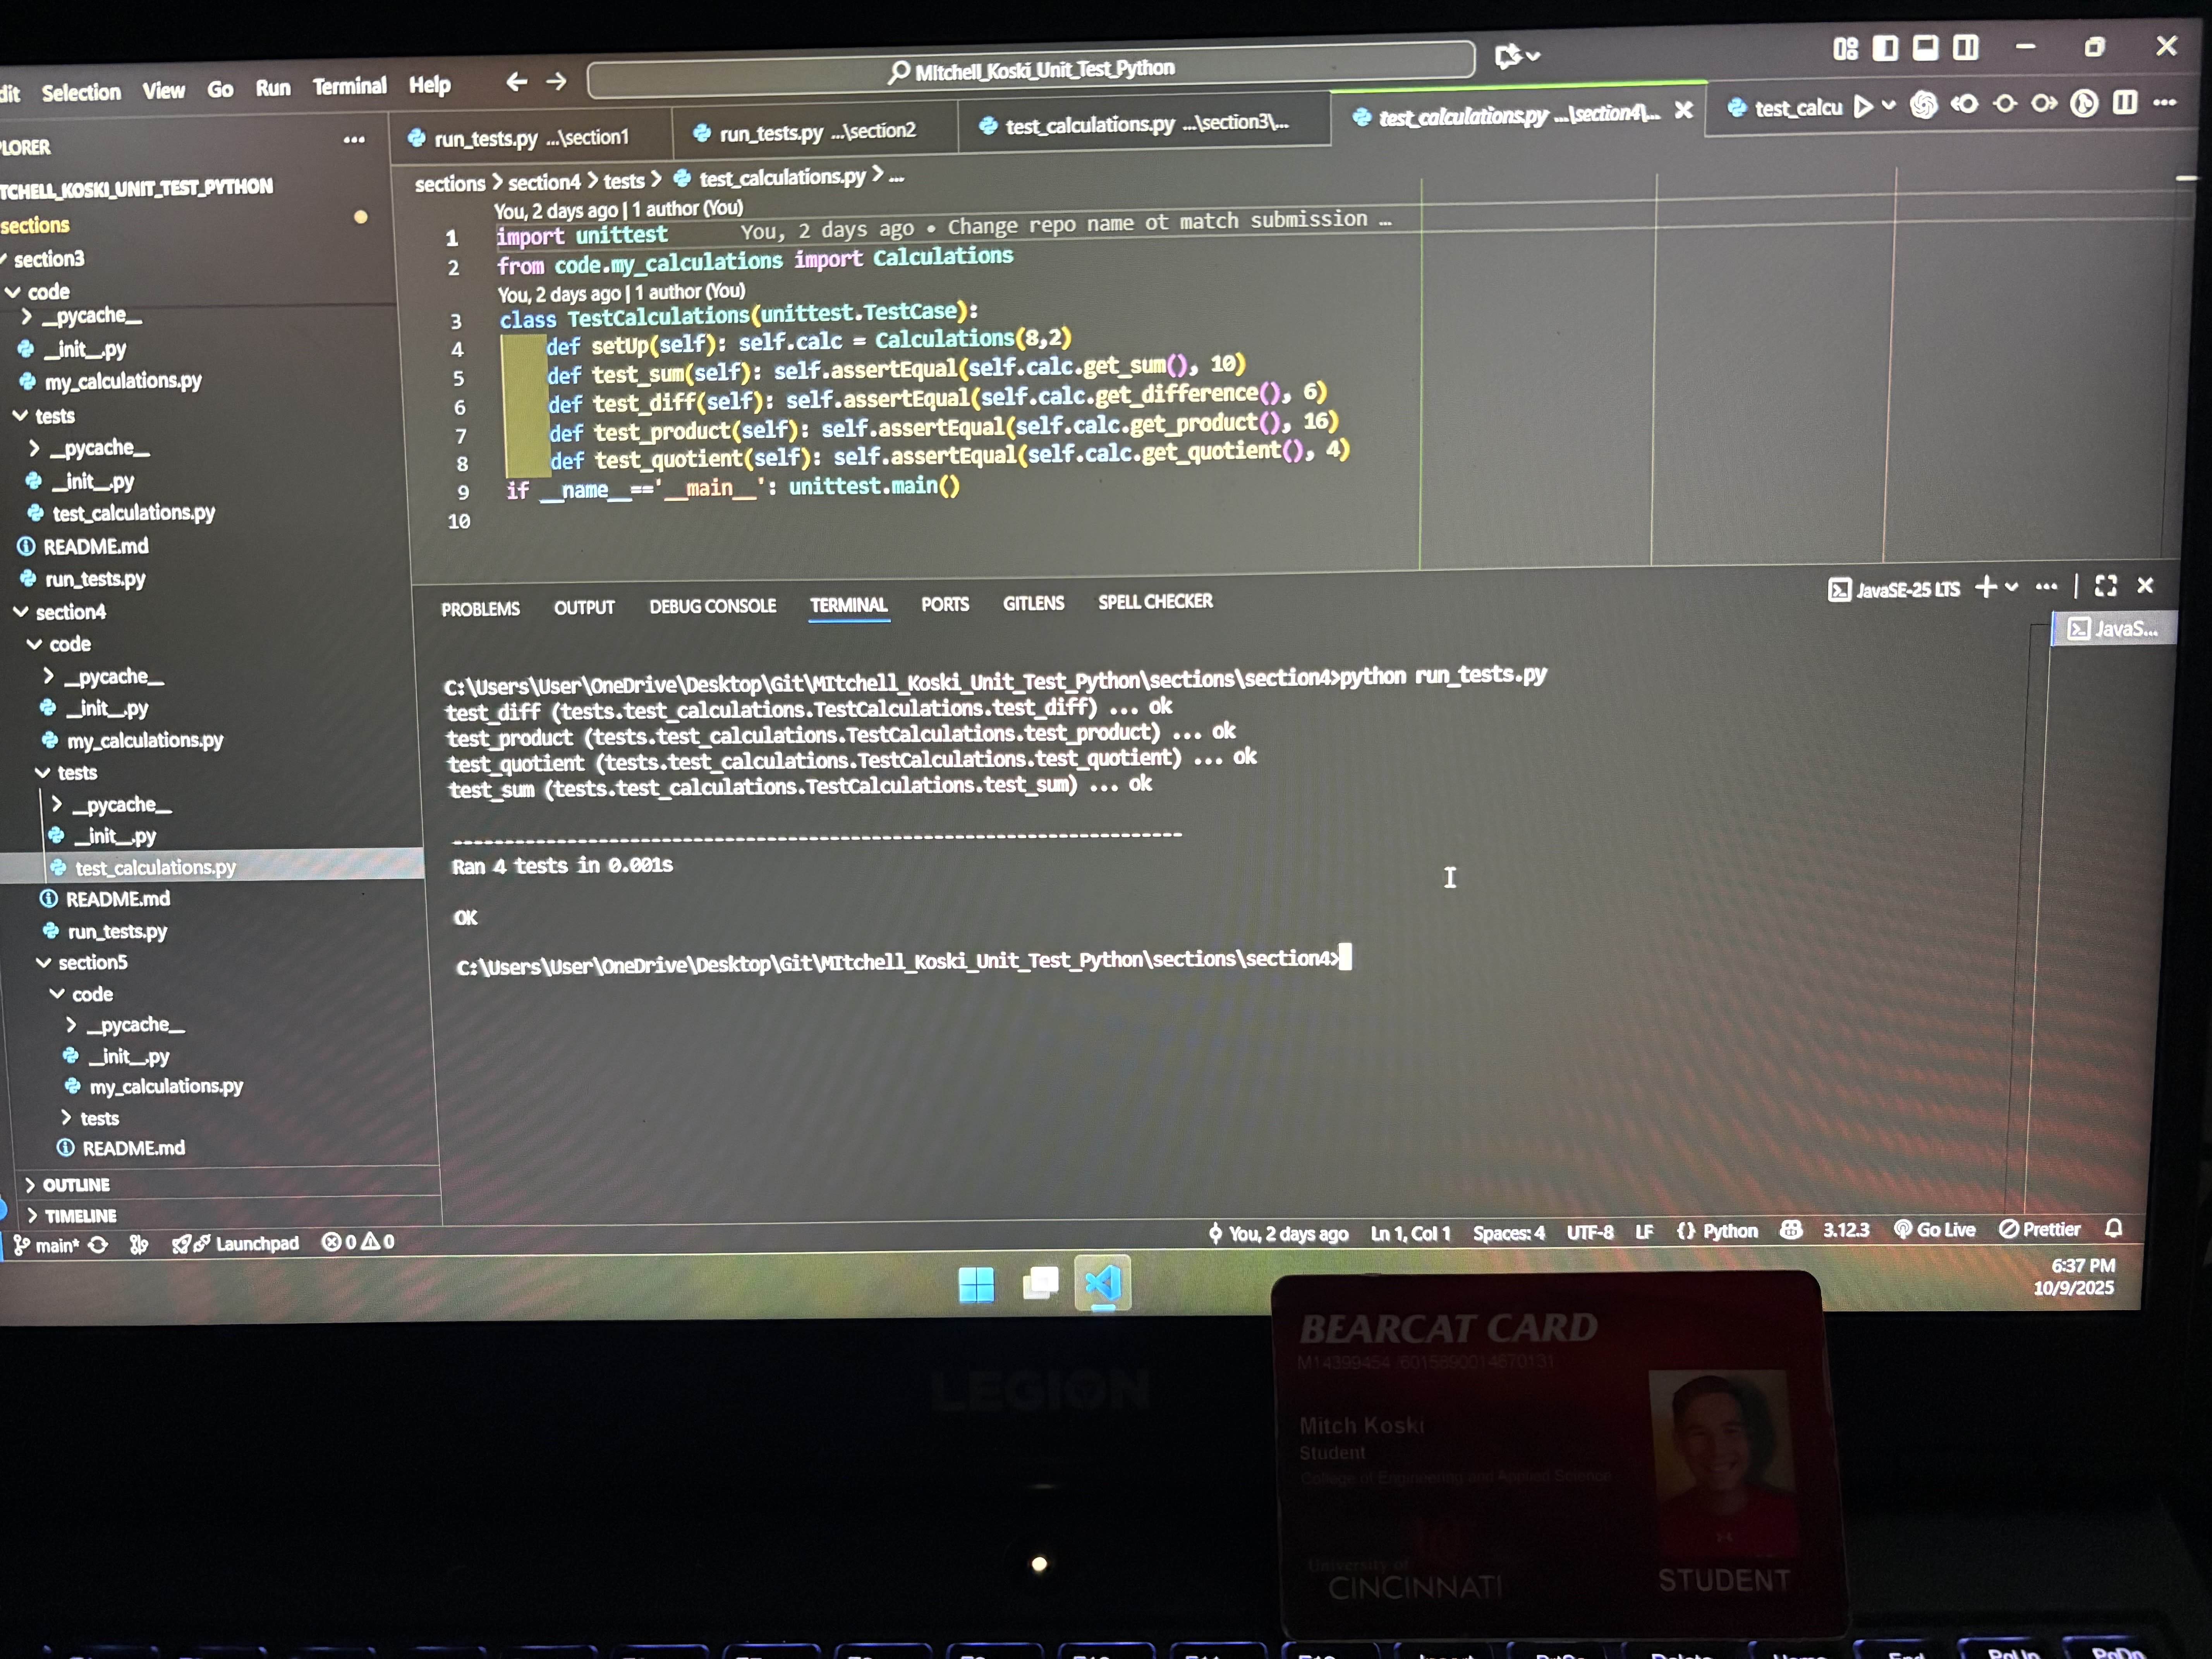 dit Selection View Go Run Terminal Help
MItchell_Koski_Unit_Test_Python
LORER
TCHELL_KOSKI_UNIT_TEST_PYTHON
sections
section3
code
__pycache__
__init__.py
my_calculations.py
tests
__pycache__
__init__.py
test_calculations.py
README.md
run_tests.py
section4
code
__pycache__
__init__.py
my_calculations.py
tests
__pycache__
__init__.py
test_calculations.py
README.md
run_tests.py
section5
code
__pycache__
__init__.py
my_calculations.py
tests
README.md
OUTLINE
TIMELINE
run_tests.py ...\section1
run_tests.py ...\section2
test_calculations.py ...\section3\...
test_calculations.py ...\section4\...
test_calcu
sections > section4 > tests > test_calculations.py > ...
You, 2 days ago | 1 author (You)
1 import unittest You, 2 days ago • Change repo name ot match submission …
2 from code.my_calculations import Calculations
You, 2 days ago | 1 author (You)
3 class TestCalculations(unittest.TestCase):
4 def setUp(self): self.calc = Calculations(8,2)
5 def test_sum(self): self.assertEqual(self.calc.get_sum(), 10)
6 def test_diff(self): self.assertEqual(self.calc.get_difference(), 6)
7 def test_product(self): self.assertEqual(self.calc.get_product(), 16)
8 def test_quotient(self): self.assertEqual(self.calc.get_quotient(), 4)
9 if __name__=='__main__': unittest.main()
10
PROBLEMS OUTPUT DEBUG CONSOLE TERMINAL PORTS GITLENS SPELL CHECKER
JavaSE-25 LTS
JavaS...
C:\Users\User\OneDrive\Desktop\Git\MItchell_Koski_Unit_Test_Python\sections\section4>python run_tests.py
test_diff (tests.test_calculations.TestCalculations.test_diff) ... ok
test_product (tests.test_calculations.TestCalculations.test_product) ... ok
test_quotient (tests.test_calculations.TestCalculations.test_quotient) ... ok
test_sum (tests.test_calculations.TestCalculations.test_sum) ... ok
----------------------------------------------------------------------
Ran 4 tests in 0.001s
OK
C:\Users\User\OneDrive\Desktop\Git\MItchell_Koski_Unit_Test_Python\sections\section4>
main* Launchpad 0 0
You, 2 days ago Ln 1, Col 1 Spaces: 4 UTF-8 LF {} Python 3.12.3 Go Live Prettier
6:37 PM
10/9/2025
LEGION
BEARCAT CARD
M14399454
Mitch Koski
Student
College of Engineering and Applied Science
University of
CINCINNATI
STUDENT